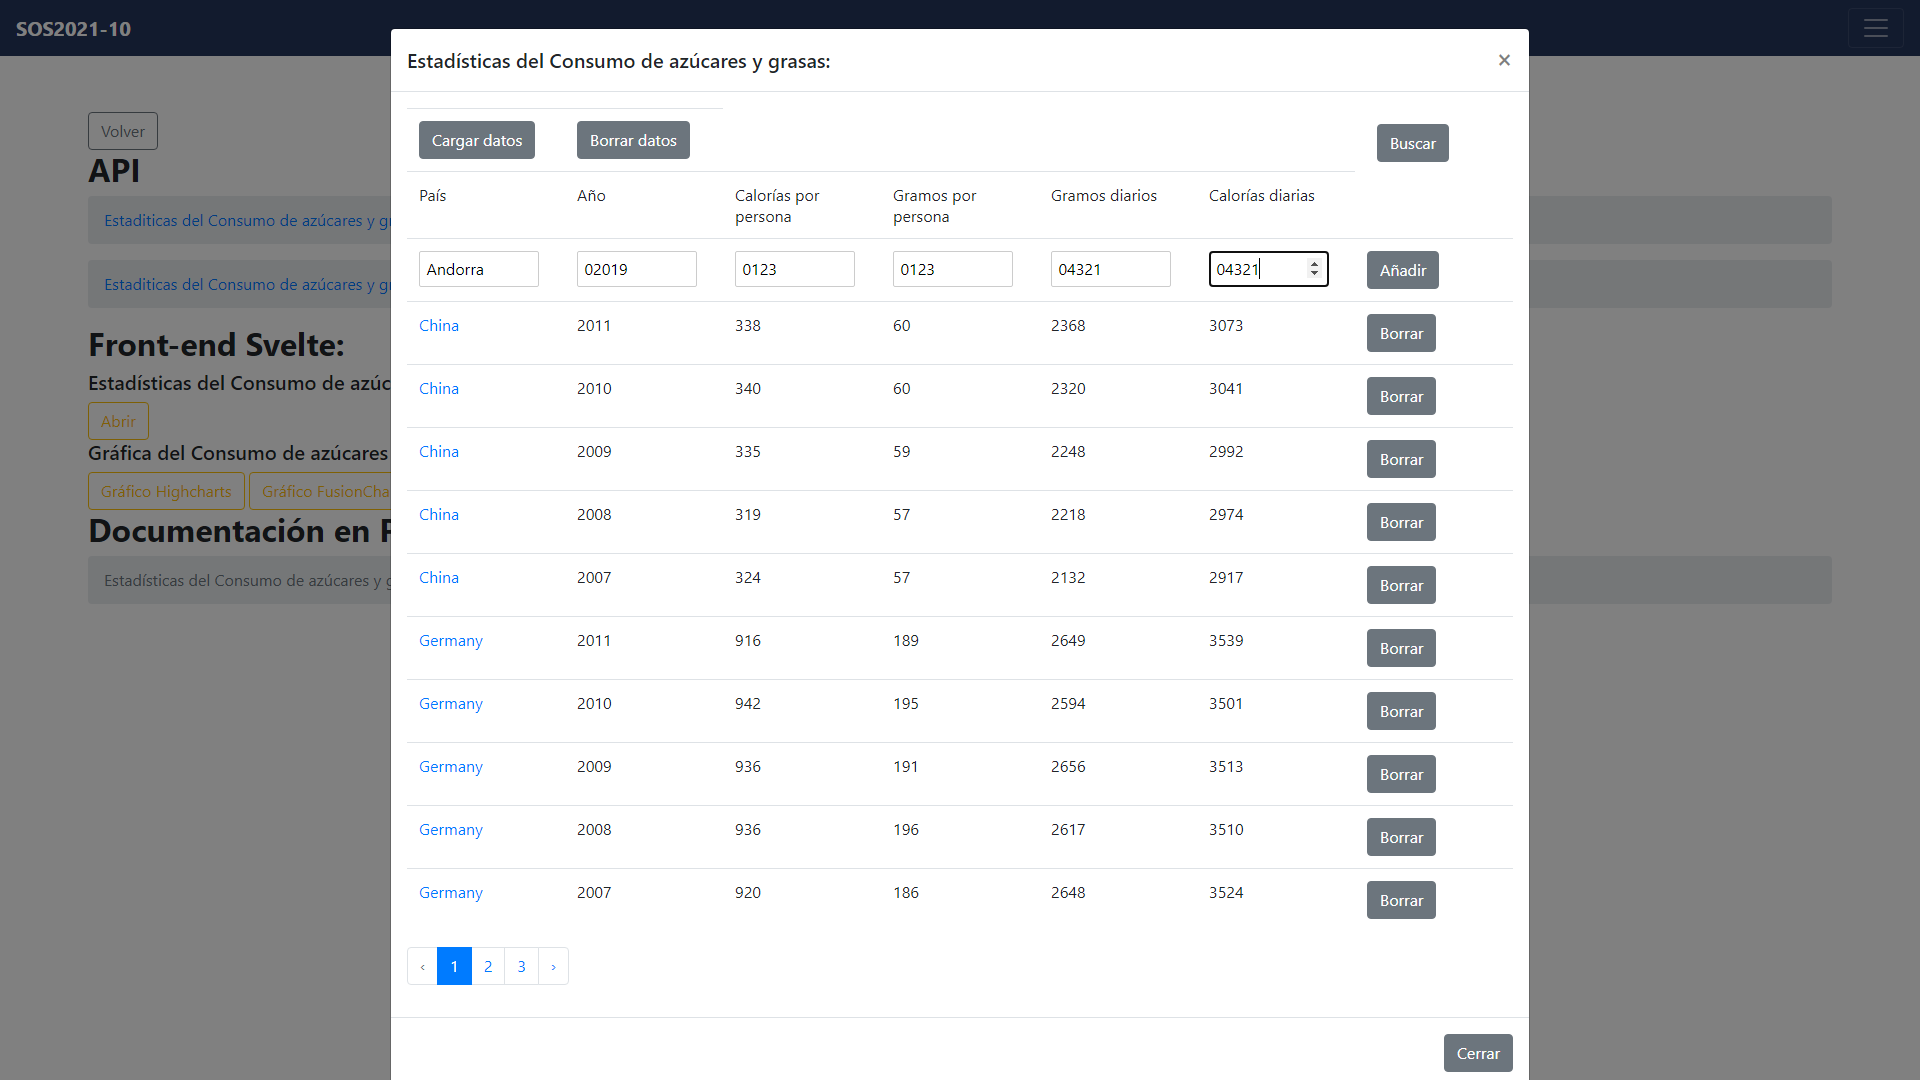 SOS2021-10
Estadísticas del Consumo de azúcares y grasas:
×
Volver
API
Estadíticas del Consumo de azúcares y gr
Estadíticas del Consumo de azúcares y gr
Front-end Svelte:
Estadísticas del Consumo de azúc
Abrir
Gráfica del Consumo de azúcares
Gráfico Highcharts Gráfico FusionCha
Documentación en P
Estadísticas del Consumo de azúcares y g
Cargar datos Borrar datos Buscar
País Año Calorías por persona Gramos por persona Gramos diarios Calorías diarias
Andorra 02019 0123 0123 04321 04321 Añadir
China 2011 338 60 2368 3073 Borrar
China 2010 340 60 2320 3041 Borrar
China 2009 335 59 2248 2992 Borrar
China 2008 319 57 2218 2974 Borrar
China 2007 324 57 2132 2917 Borrar
Germany 2011 916 189 2649 3539 Borrar
Germany 2010 942 195 2594 3501 Borrar
Germany 2009 936 191 2656 3513 Borrar
Germany 2008 936 196 2617 3510 Borrar
Germany 2007 920 186 2648 3524 Borrar
‹ 1 2 3 ›
Cerrar